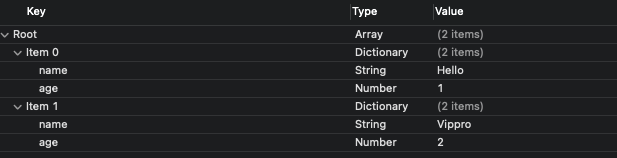 Key Type Value
Root Array (2 items)
Item 0 Dictionary (2 items)
name String Hello
age Number 1
Item 1 Dictionary (2 items)
name String Vippro
age Number 2